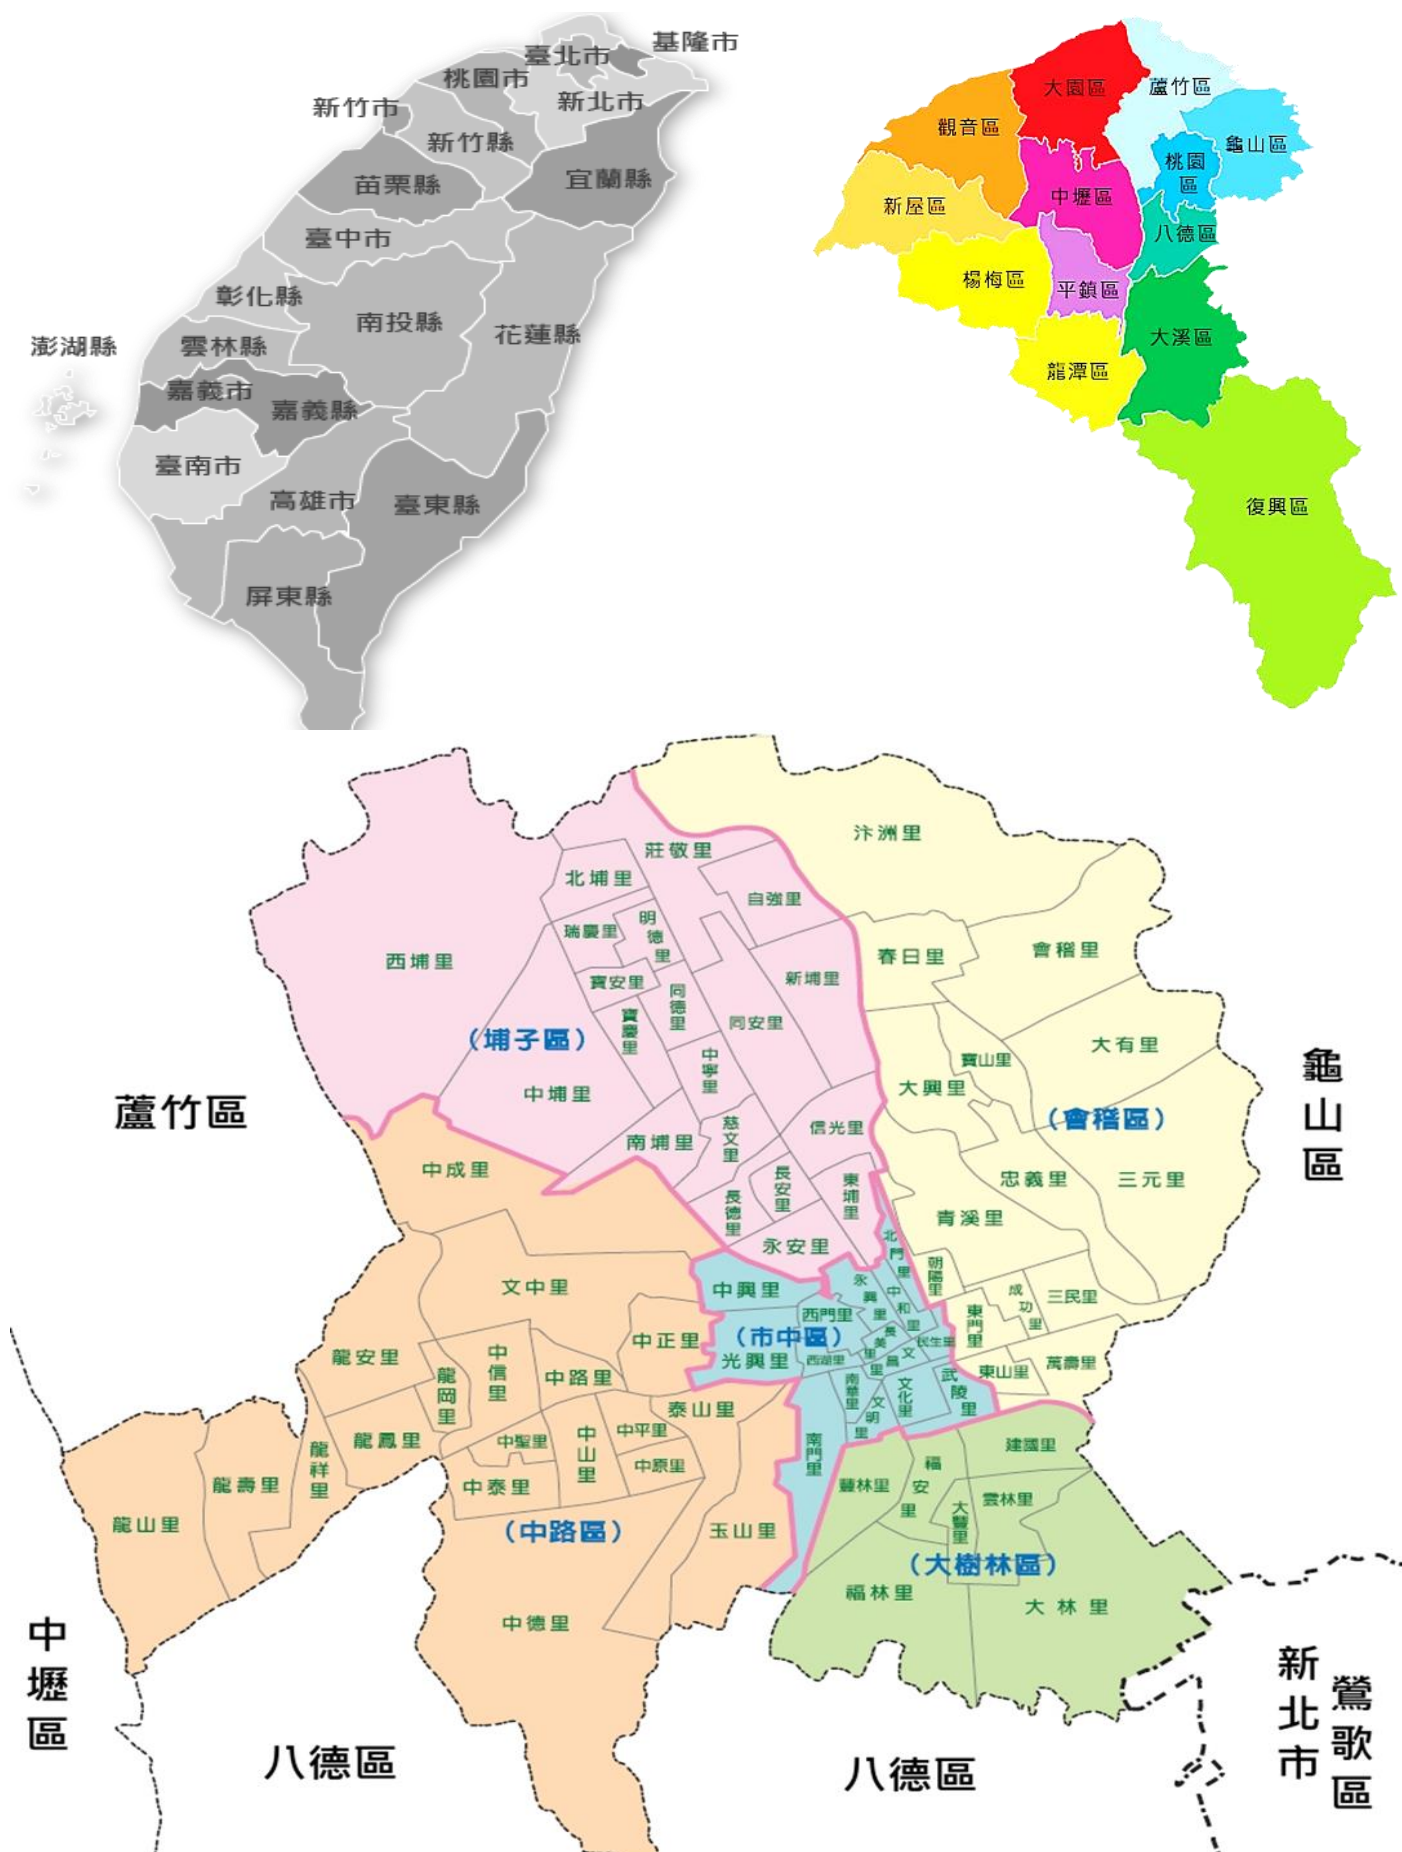 基隆市
臺北市
桃園市
新北市
新竹市
新竹縣
宜蘭縣
苗栗縣
臺中市
彰化縣
南投縣
花蓮縣
雲林縣
澎湖縣
嘉義市
嘉義縣
臺南市
高雄市
臺東縣
屏東縣
大園區
蘆竹區
觀音區
龜山區
桃園區
中壢區
新屋區
八德區
楊梅區
平鎮區
大溪區
龍潭區
復興區
汴洲里
莊敬里
北埔里
自強里
明德里
瑞慶里
春日里
會稽里
西埔里
寶安里
新埔里
同德里
同安里
寶慶里
(埔子區)
大有里
寶山里
中寧里
大興里
中埔里
龜山區
蘆竹區
(會稽區)
信光里
慈文里
南埔里
中成里
忠義里
三元里
長安里
東埔里
長德里
青溪里
永安里
北門里
朝陽里
文中里
中興里
永興里
中和里
成功里
三民里
西門里
東門里
(市中區)
中正里
民生里
長美里
文昌里
龍安里
中信里
光興里
西湖里
萬壽里
東山里
中路里
龍岡里
南華里
文化里
武陵里
文明里
泰山里
中平里
龍鳳里
中聖里
中山里
南門里
建國里
龍祥里
中原里
福安里
龍壽里
中泰里
豐林里
雲林里
大豐里
龍山里
(中路區)
玉山里
(大樹林區)
福林里
大林里
中德里
中壢區
新北市
鶯歌區
八德區
八德區